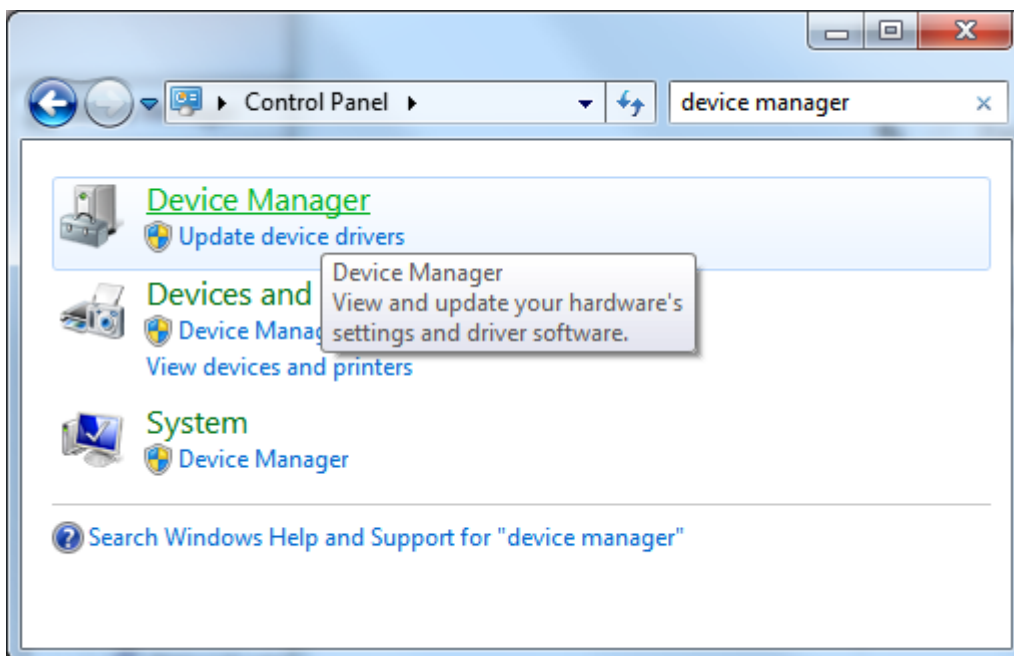 Control Panel
device manager
Device Manager
Update device drivers
Device Manager
View and update your hardware's
settings and driver software.
Devices and
Device Manag
View devices and printers
System
Device Manager
Search Windows Help and Support for "device manager"